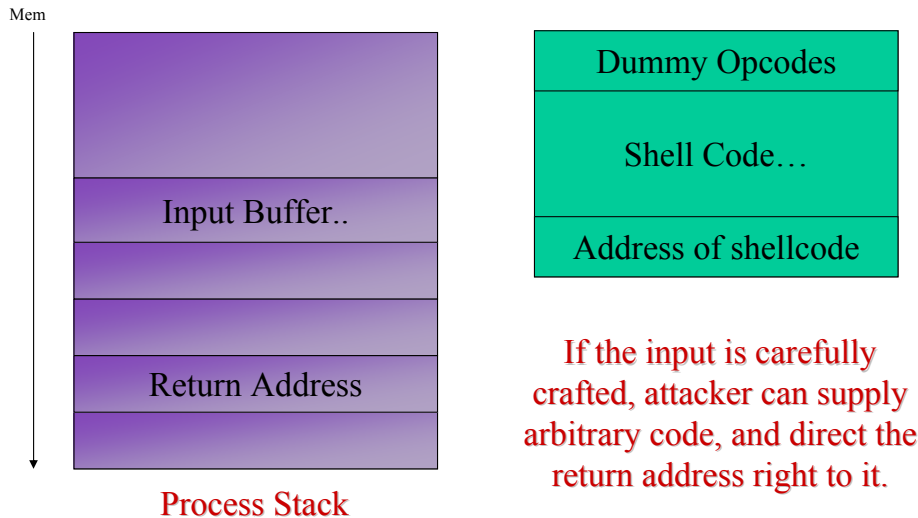 Mem
Input Buffer..
Return Address
Process Stack
Dummy Opcodes
Shell Code…
Address of shellcode
If the input is carefully
crafted, attacker can supply
arbitrary code, and direct the
return address right to it.